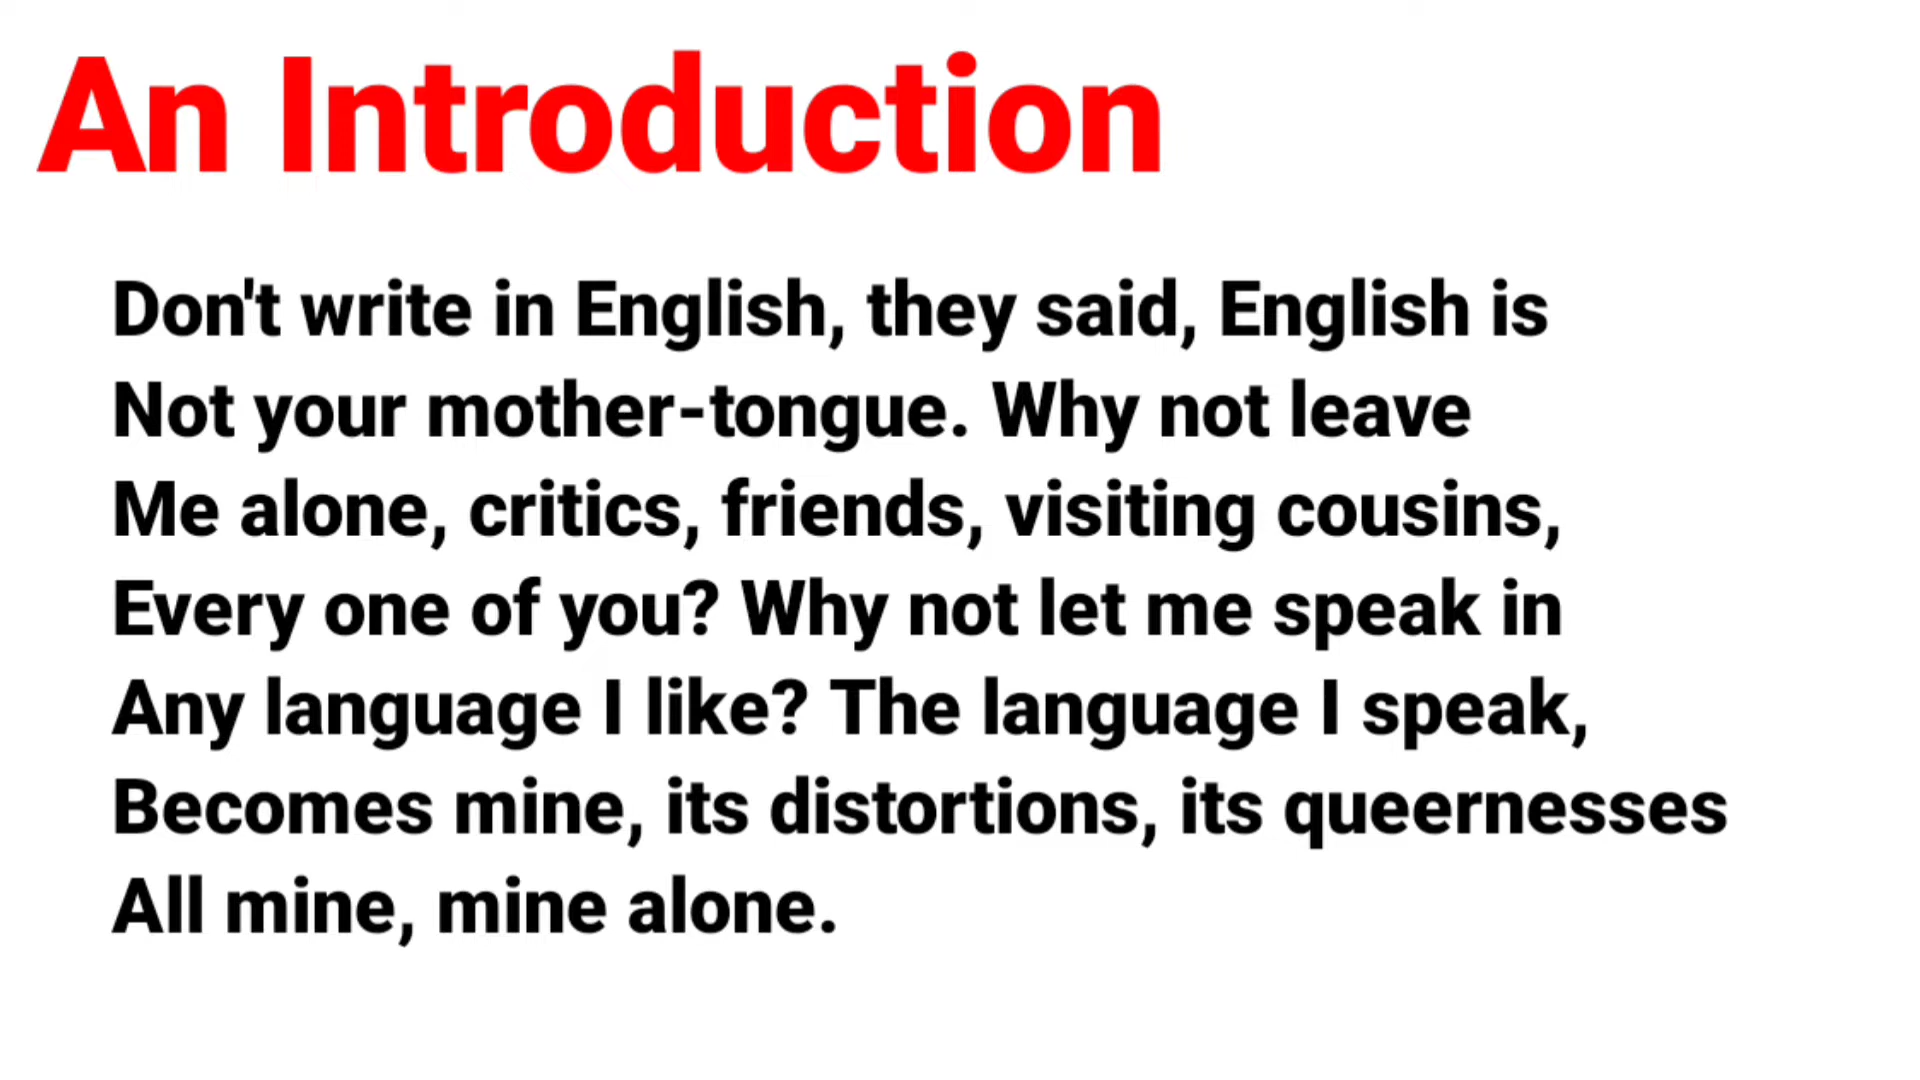 An Introduction
Don't write in English, they said, English is
Not your mother-tongue. Why not leave
Me alone, critics, friends, visiting cousins,
Every one of you? Why not let me speak in
Any language I like? The language I speak,
Becomes mine, its distortions, its queernesses
All mine, mine alone.